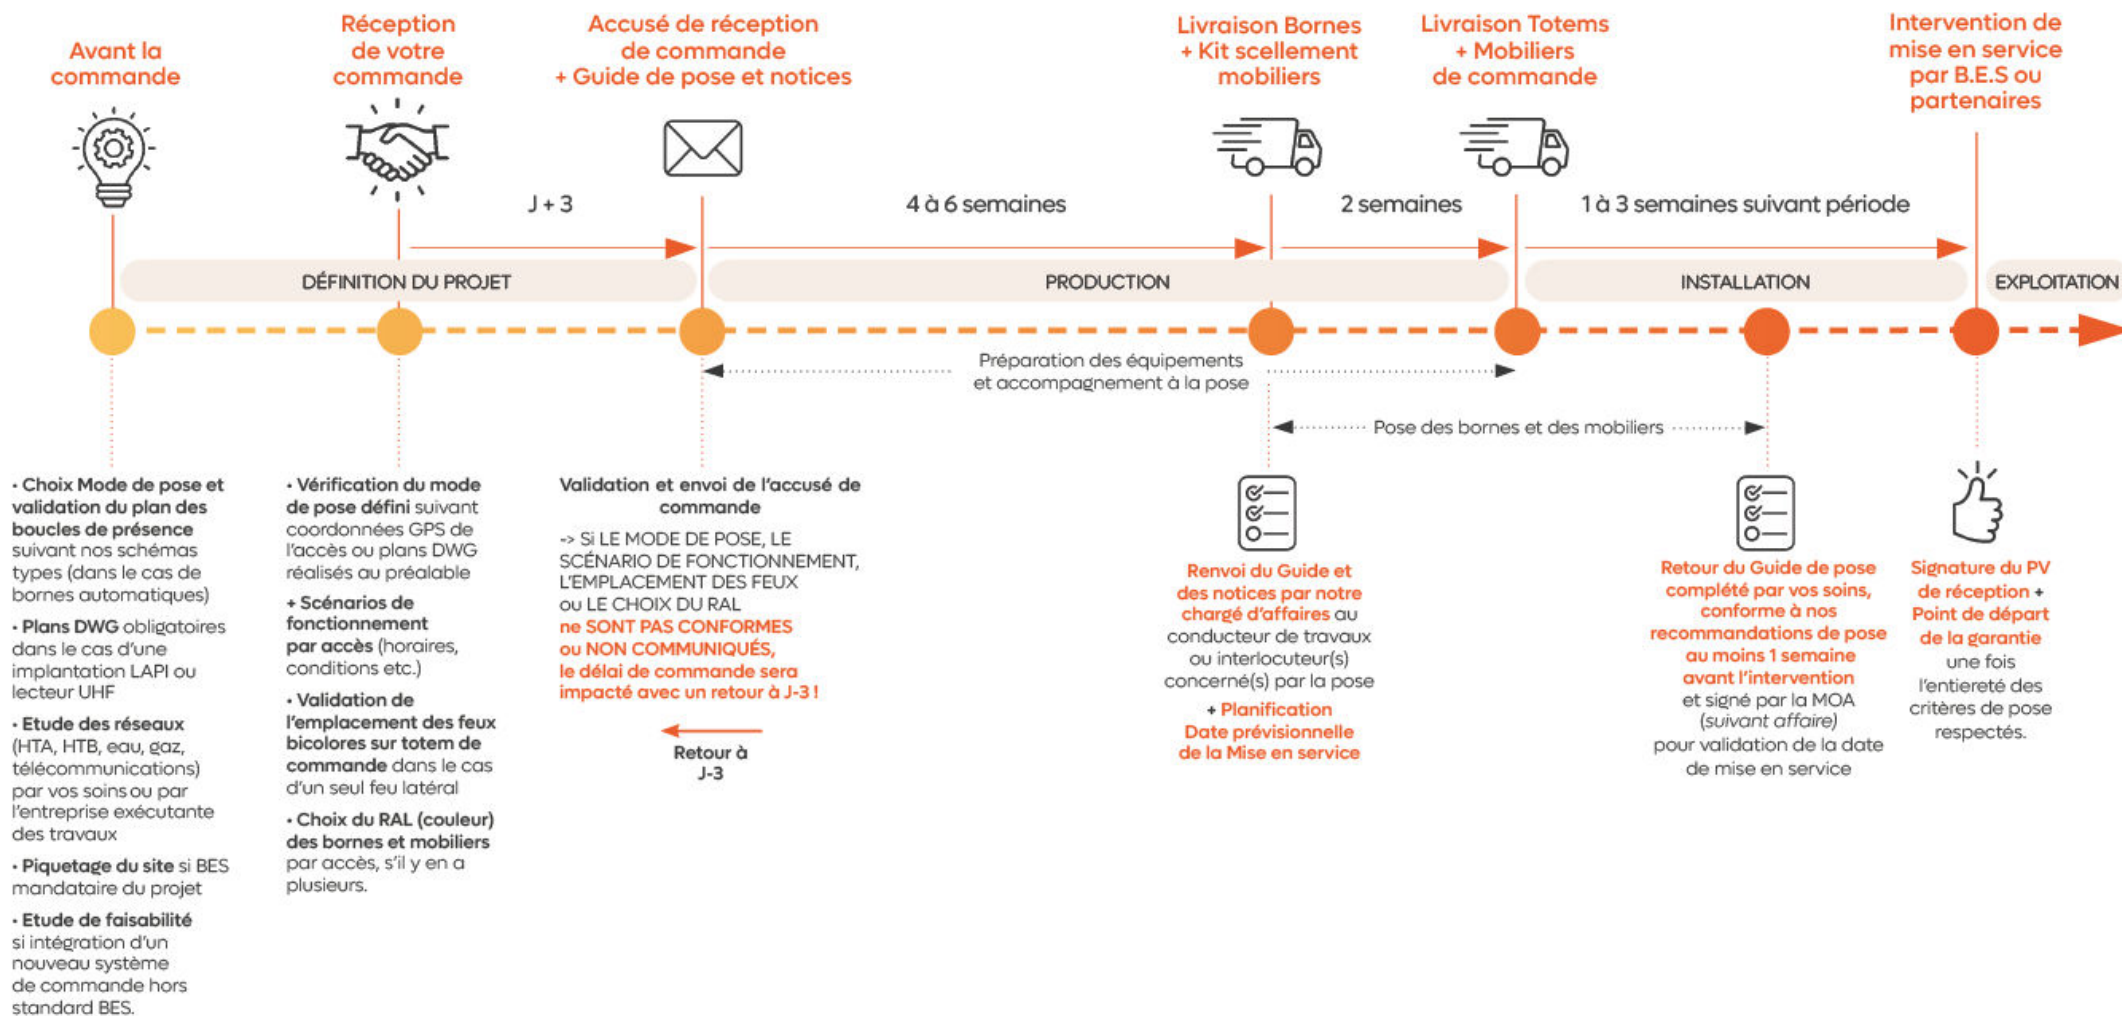 Avant la
commande
Réception
de votre
commande
Accusé de réception
de commande
+ Guide de pose et notices
Livraison Bornes
+ Kit scellement
mobiliers
Livraison Totems
+ Mobiliers
de commande
Intervention de
mise en service
par B.E.S ou
partenaires
J + 3
4 à 6 semaines
2 semaines
1 à 3 semaines suivant période
DÉFINITION DU PROJET
PRODUCTION
INSTALLATION
EXPLOITATION
Préparation des équipements
et accompagnement à la pose
Pose des bornes et des mobiliers
• Choix Mode de pose et
validation du plan des
boucles de présence
suivant nos schémas
types (dans le cas de
bornes automatiques)
• Plans DWG obligatoires
dans le cas d'une
implantation LAPI ou
lecteur UHF
• Etude des réseaux
(HTA, HTB, eau, gaz,
télécommunications)
par vos soins ou par
l'entreprise exécutante
des travaux
• Piquetage du site si BES
mandataire du projet
• Etude de faisabilité
si intégration d'un
nouveau système
de commande hors
standard BES.
• Vérification du mode
de pose défini suivant
coordonnées GPS de
l'accès ou plans DWG
réalisés au préalable
+ Scénarios de
fonctionnement
par accès (horaires,
conditions etc.)
• Validation de
l'emplacement des feux
bicolores sur totem de
commande dans le cas
d'un seul feu latéral
• Choix du RAL (couleur)
des bornes et mobiliers
par accès, s'il y en a
plusieurs.
Validation et envoi de l'accusé de
commande
-> Si LE MODE DE POSE, LE
SCÉNARIO DE FONCTIONNEMENT,
L'EMPLACEMENT DES FEUX
ou LE CHOIX DU RAL
ne SONT PAS CONFORMES
ou NON COMMUNIQUÉS,
le délai de commande sera
impacté avec un retour à J-3 !
Retour à
J-3
Renvoi du Guide et
des notices par notre
chargé d'affaires au
conducteur de travaux
ou interlocuteur(s)
concerné(s) par la pose
+ Planification
Date prévisionnelle
de la Mise en service
Retour du Guide de pose
complété par vos soins,
conforme à nos
recommandations de pose
au moins 1 semaine
avant l'intervention
et signé par la MOA
(suivant affaire)
pour validation de la date
de mise en service
Signature du PV
de réception +
Point de départ
de la garantie
une fois
l'entiereté des
critères de pose
respectés.